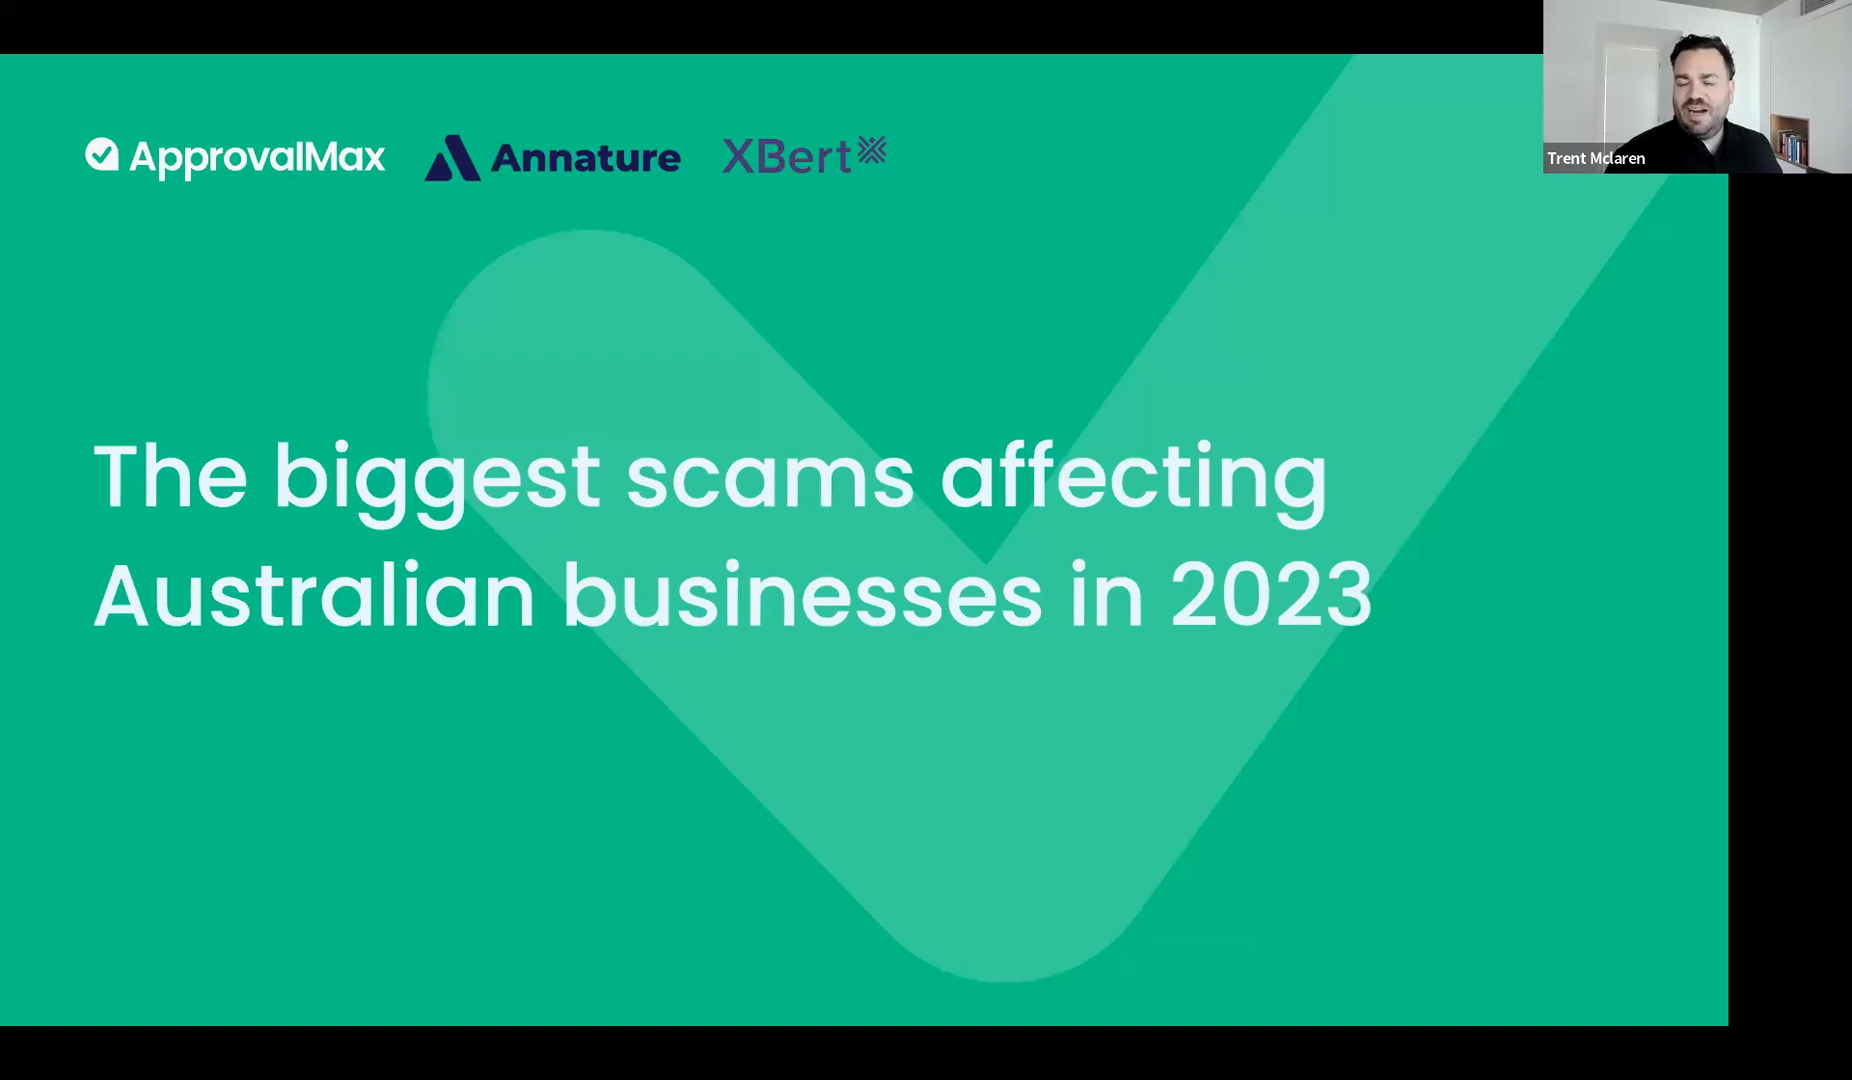 ApprovalMax Annature XBert
Trent Mclaren
The biggest scams affecting
Australian businesses in 2023